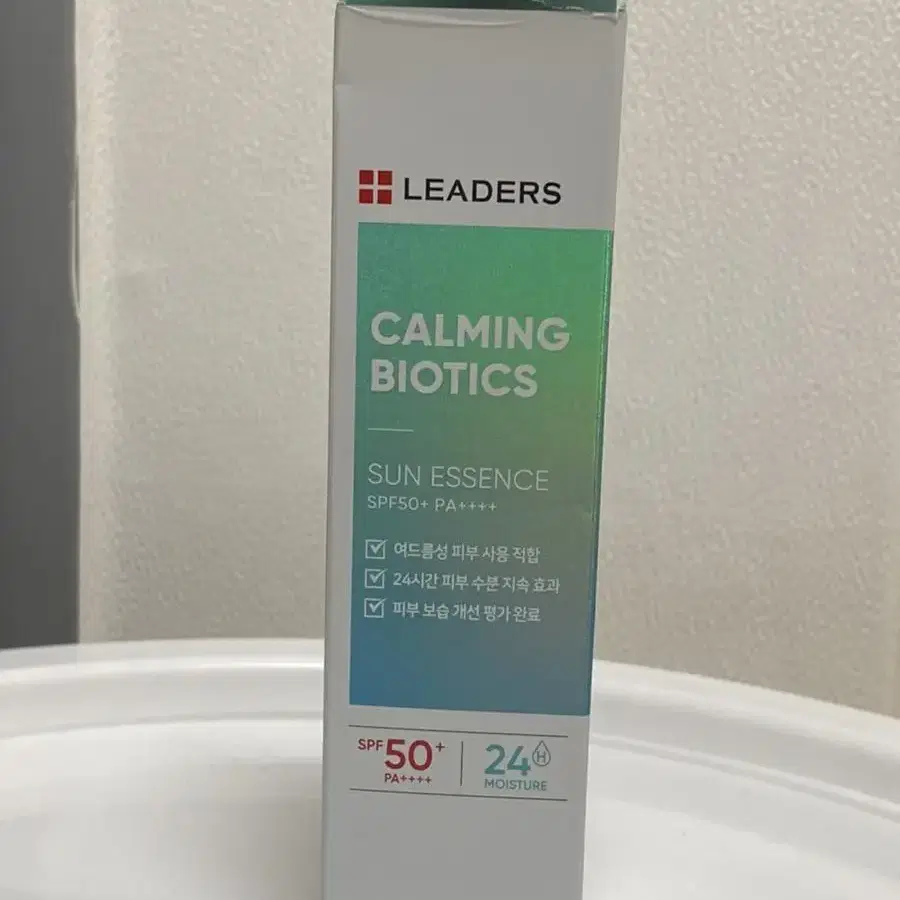 LEADERS
CALMING
BIOTICS
SUN ESSENCE
SPF50+ PA++++
여드름성 피부 사용 적합
24시간 피부 수분 지속 효과
피부 보습 개선 평가 완료
SPF 50+
PA++++
24 H
MOISTURE